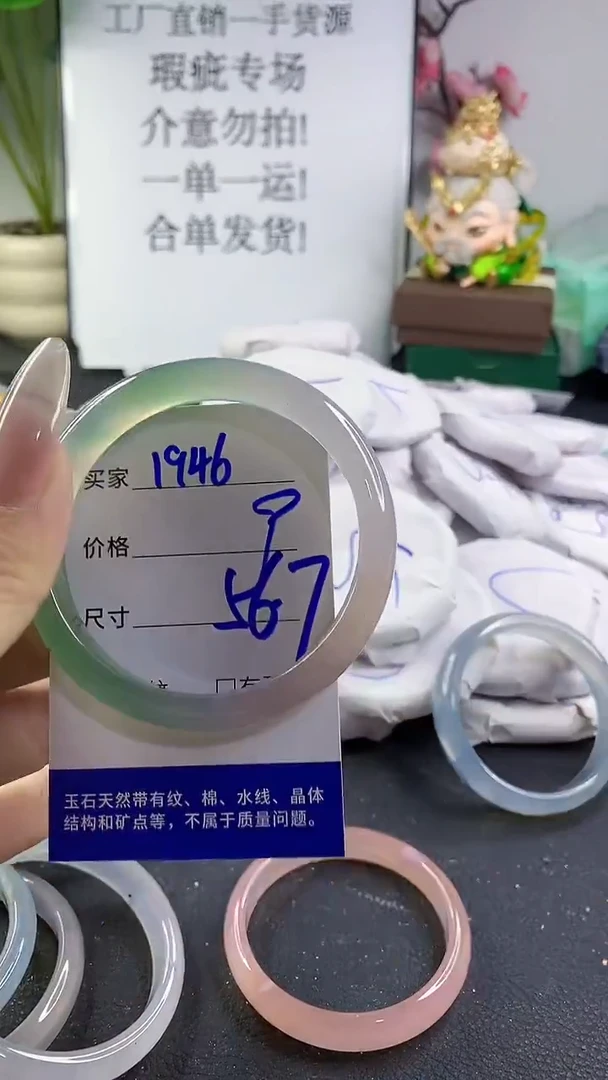 工厂直销一手货源
瑕疵专场
介意勿拍!
一单一运!
合单发货!
买家 1946
价格
尺寸 567
玉石天然带有纹、棉、水线、晶体
结构和矿点等，不属于质量问题。